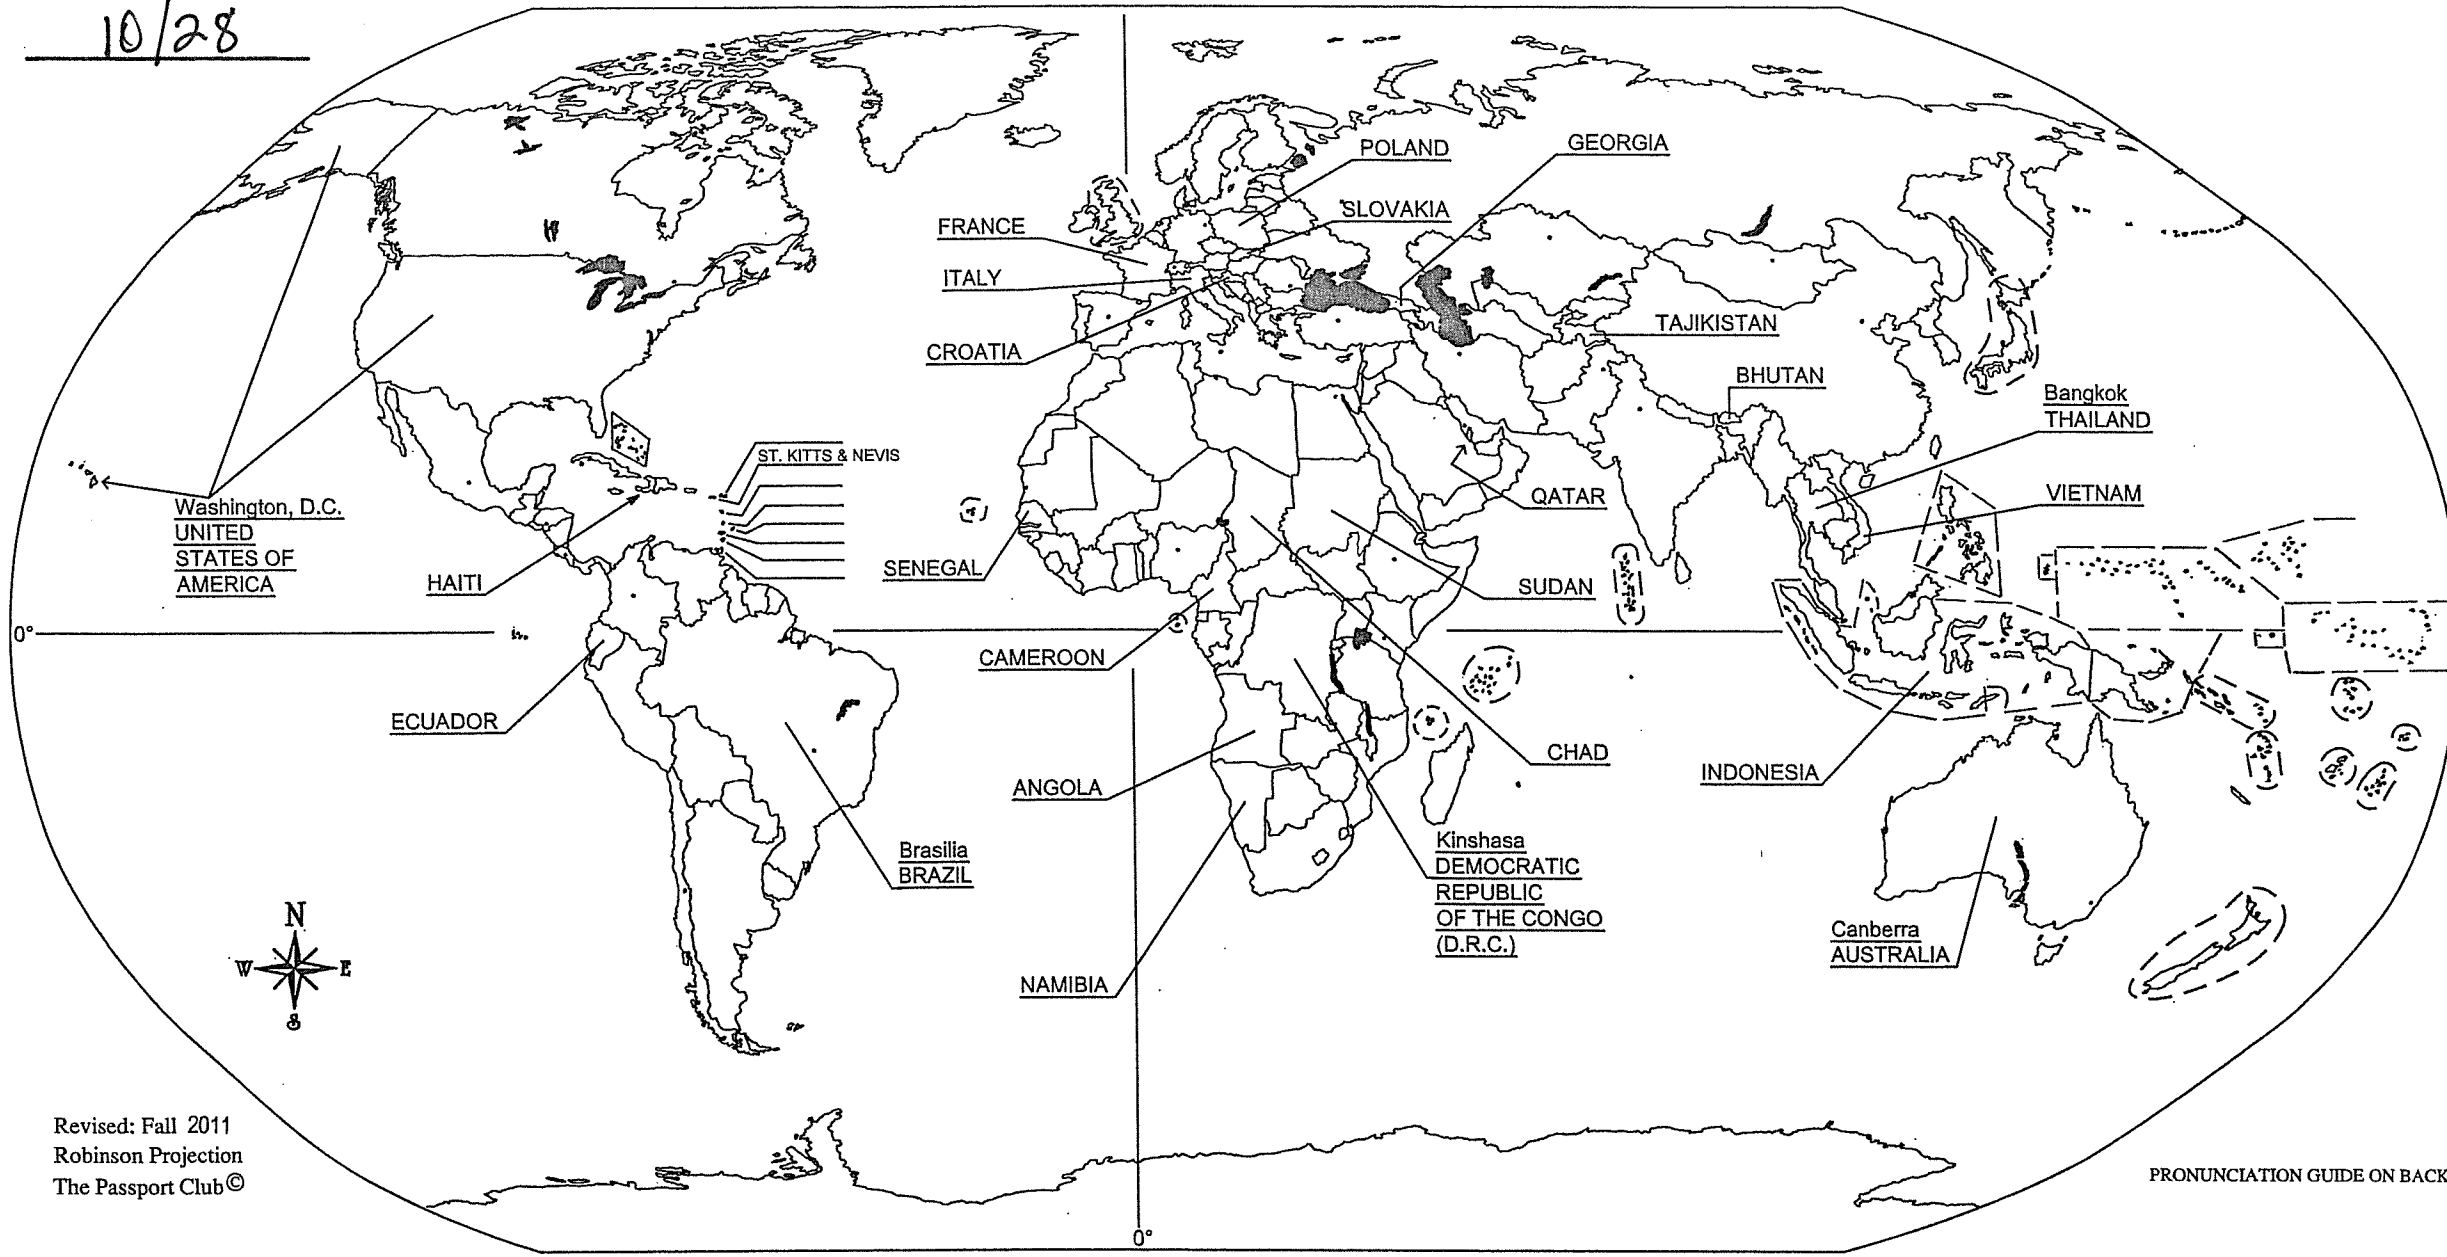 10/28
POLAND
GEORGIA
SLOVAKIA
FRANCE
ITALY
TAJIKISTAN
CROATIA
BHUTAN
Bangkok
THAILAND
ST. KITTS & NEVIS
QATAR
VIETNAM
Washington, D.C.
UNITED
STATES OF
AMERICA
HAITI
SENEGAL
SUDAN
0°
CAMEROON
ECUADOR
CHAD
INDONESIA
ANGOLA
Brasilia
BRAZIL
Kinshasa
DEMOCRATIC
REPUBLIC
OF THE CONGO
(D.R.C.)
Canberra
AUSTRALIA
NAMIBIA
N
W E
S
Revised: Fall 2011
Robinson Projection
The Passport Club©
PRONUNCIATION GUIDE ON BACK
0°